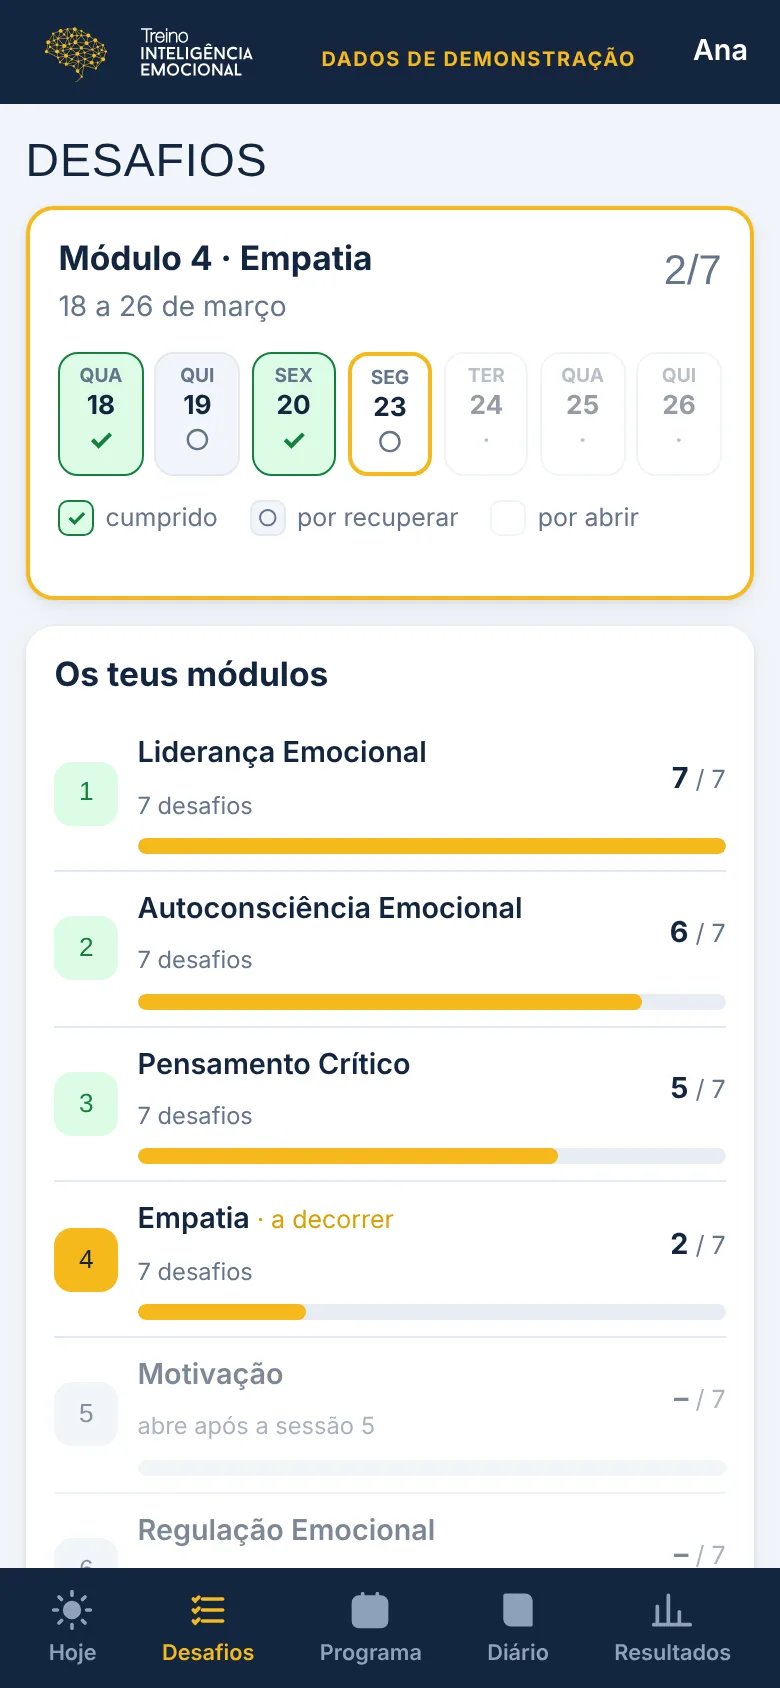 Treino
INTELIGÊNCIA
EMOCIONAL
DADOS DE DEMONSTRAÇÃO
Ana
DESAFIOS
Módulo 4 · Empatia
2/7
18 a 26 de março
QUA QUI SEX SEG TER QUA QUI
18 19 20 23 24 25 26
cumprido por recuperar por abrir
Os teus módulos
1
Liderança Emocional
7 desafios
7 / 7
2
Autoconsciência Emocional
7 desafios
6 / 7
3
Pensamento Crítico
7 desafios
5 / 7
4
Empatia · a decorrer
7 desafios
2 / 7
5
Motivação
abre após a sessão 5
– / 7
6
Regulação Emocional
– / 7
Hoje Desafios Programa Diário Resultados